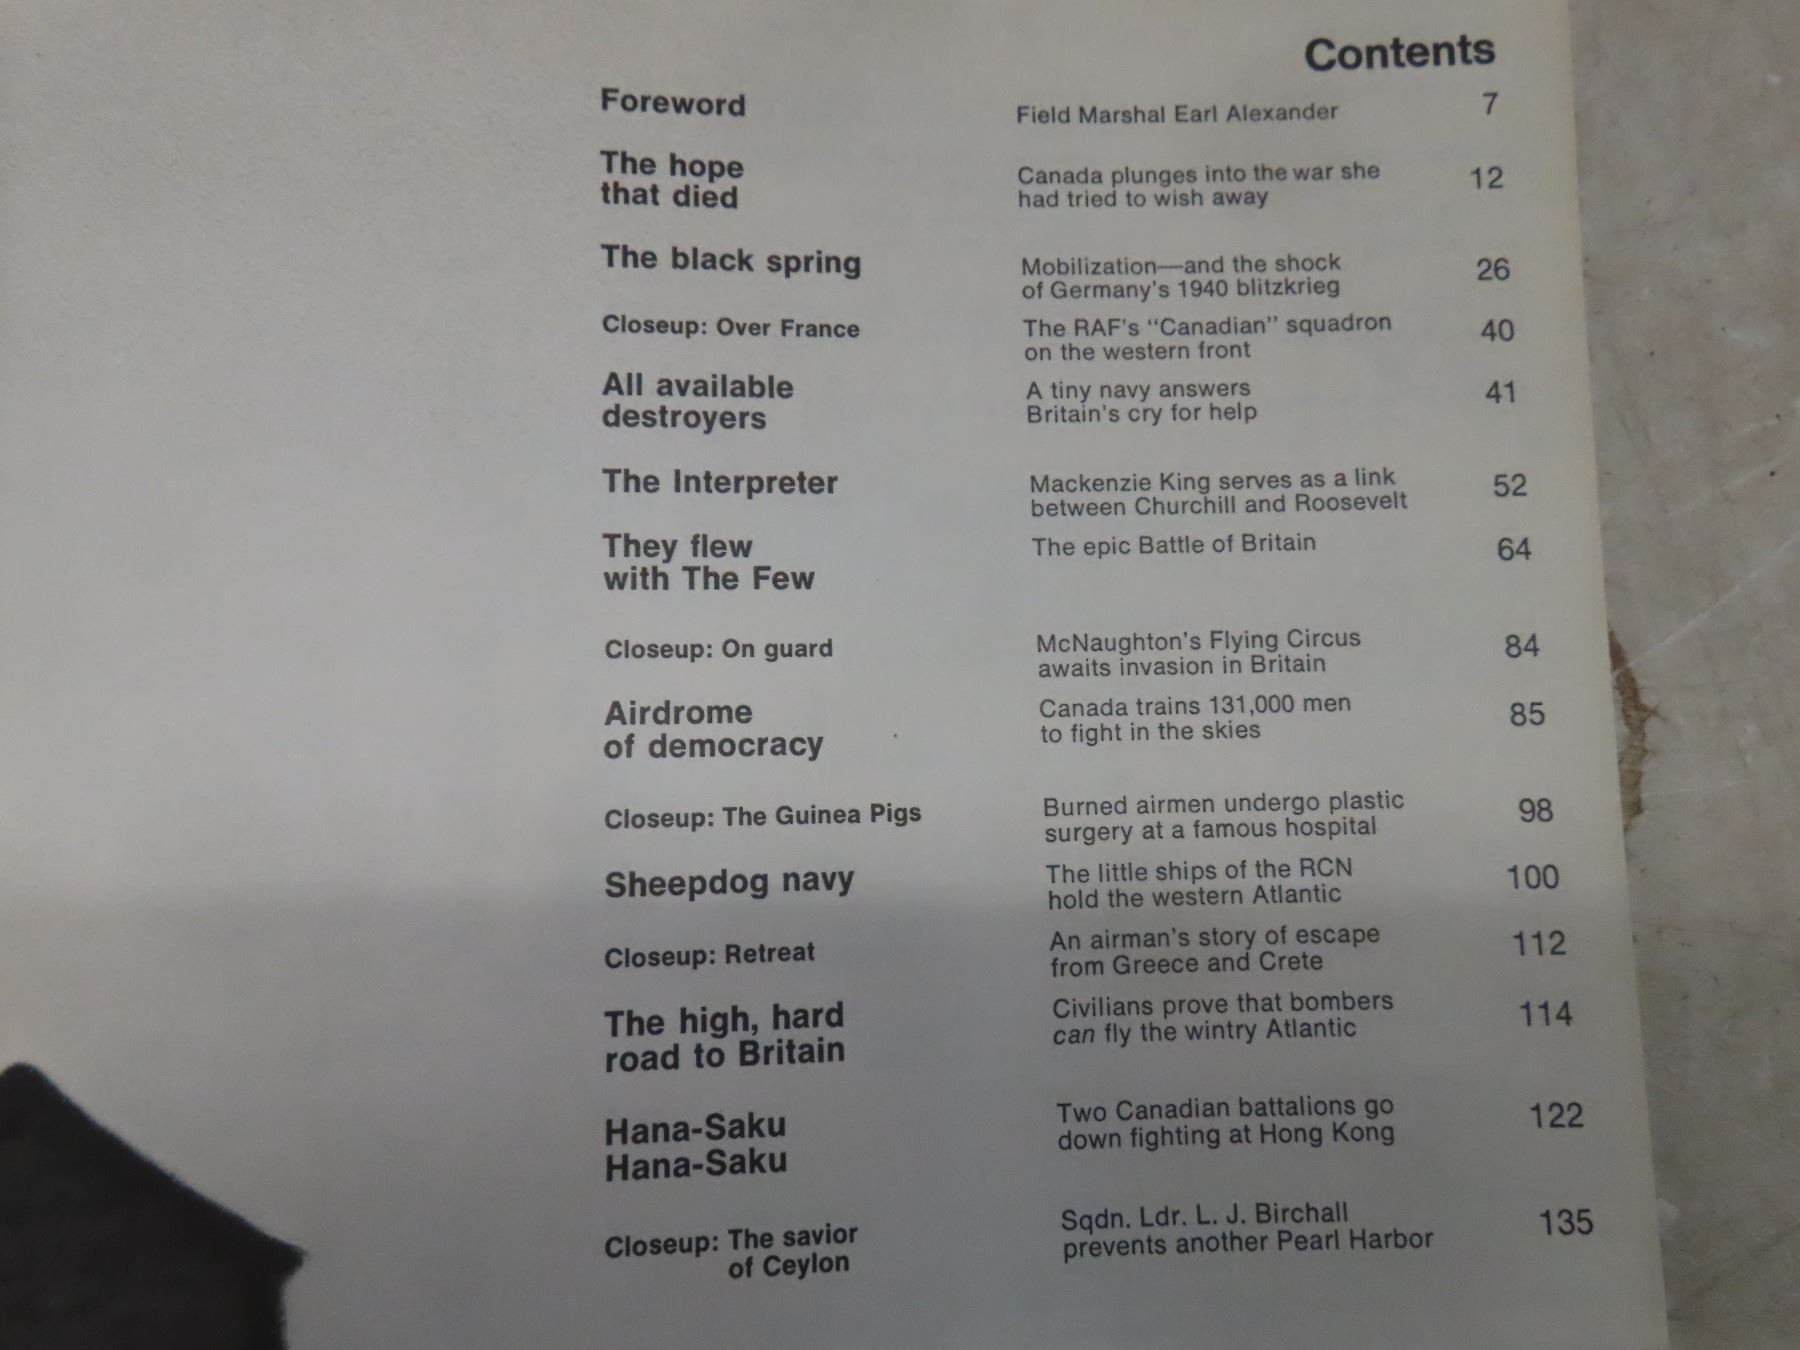 Contents
Foreword Field Marshal Earl Alexander 7
The hope Canada plunges into the war she 12
that died had tried to wish away
The black spring Mobilization—and the shock 26
of Germany's 1940 blitzkrieg
Closeup: Over France The RAF's "Canadian" squadron 40
on the western front
All available A tiny navy answers 41
destroyers Britain's cry for help
The Interpreter Mackenzie King serves as a link 52
between Churchill and Roosevelt
They flew The epic Battle of Britain 64
with The Few
Closeup: On guard McNaughton's Flying Circus 84
awaits invasion in Britain
Airdrome Canada trains 131,000 men 85
of democracy to fight in the skies
Closeup: The Guinea Pigs Burned airmen undergo plastic 98
surgery at a famous hospital
Sheepdog navy The little ships of the RCN 100
hold the western Atlantic
Closeup: Retreat An airman's story of escape 112
from Greece and Crete
The high, hard Civilians prove that bombers 114
road to Britain can fly the wintry Atlantic
Hana-Saku Two Canadian battalions go 122
Hana-Saku down fighting at Hong Kong
Closeup: The savior Sqdn. Ldr. L. J. Birchall 135
of Ceylon prevents another Pearl Harbor